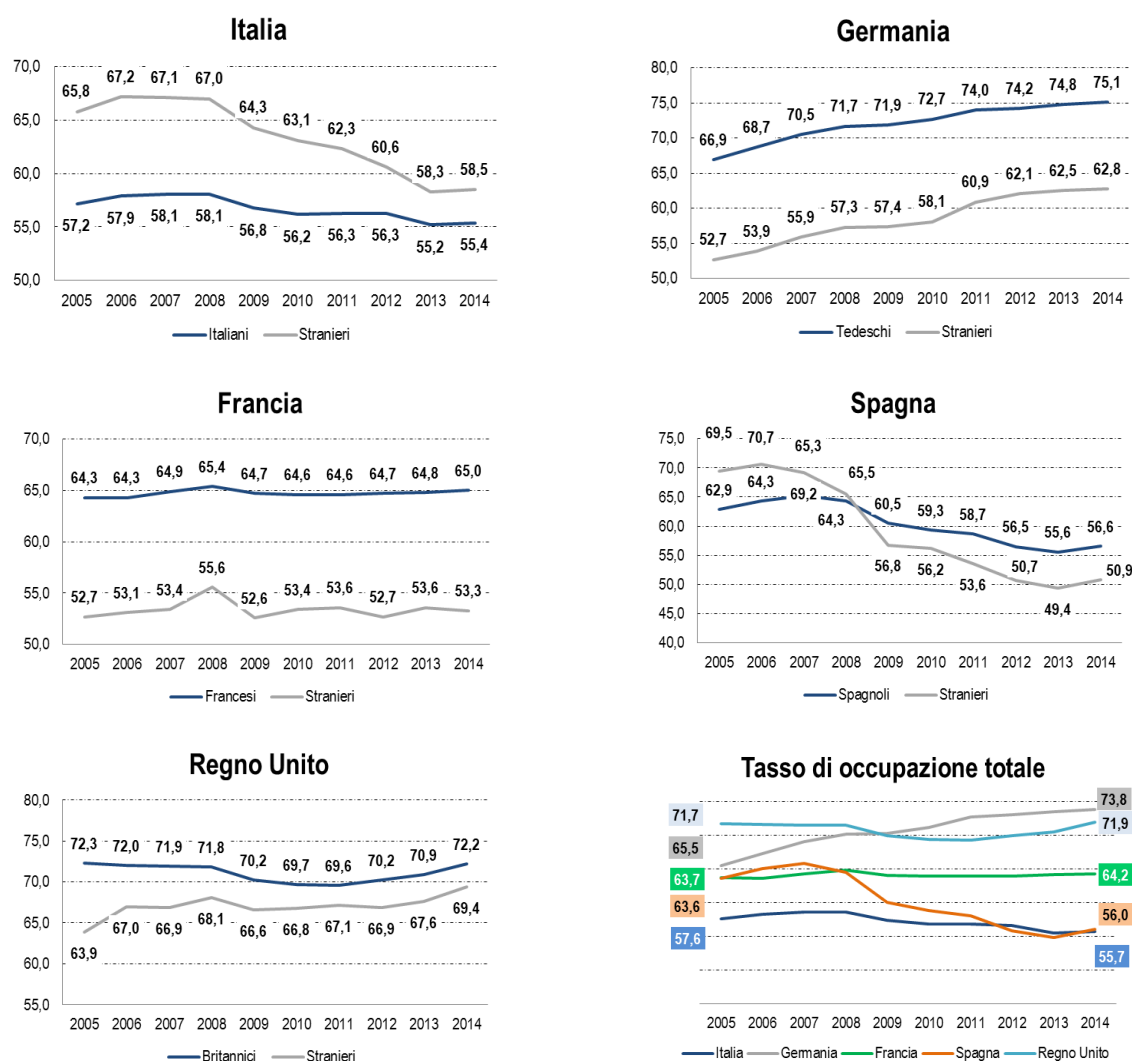 Italia
70,0
65,0
60,0
55,0
50,0
65,8 67,2 67,1 67,0 64,3 63,1 62,3 60,6 58,3 58,5
57,2 57,9 58,1 58,1 56,8 56,2 56,3 56,3 55,2 55,4
2005 2006 2007 2008 2009 2010 2011 2012 2013 2014
Italiani Stranieri
Germania
80,0
75,0
70,0
65,0
60,0
55,0
50,0
66,9 68,7 70,5 71,7 71,9 72,7 74,0 74,2 74,8 75,1
52,7 53,9 55,9 57,3 57,4 58,1 60,9 62,1 62,5 62,8
2005 2006 2007 2008 2009 2010 2011 2012 2013 2014
Tedeschi Stranieri
Francia
70,0
65,0
60,0
55,0
50,0
64,3 64,3 64,9 65,4 64,7 64,6 64,6 64,7 64,8 65,0
52,7 53,1 53,4 55,6 52,6 53,4 53,6 52,7 53,6 53,3
2005 2006 2007 2008 2009 2010 2011 2012 2013 2014
Francesi Stranieri
Spagna
75,0
70,0
65,0
60,0
55,0
50,0
45,0
40,0
69,5 70,7 65,3 65,5 60,5 59,3 58,7 56,5 55,6 56,6
62,9 64,3 69,2 64,3 56,8 56,2 53,6 50,7 49,4 50,9
2005 2006 2007 2008 2009 2010 2011 2012 2013 2014
Spagnoli Stranieri
Regno Unito
80,0
75,0
70,0
65,0
60,0
55,0
72,3 72,0 71,9 71,8 70,2 69,7 69,6 70,2 70,9 72,2
63,9 67,0 66,9 68,1 66,6 66,8 67,1 66,9 67,6 69,4
2005 2006 2007 2008 2009 2010 2011 2012 2013 2014
Britannici Stranieri
Tasso di occupazione totale
71,7
65,5
63,7
63,6
57,6
73,8
71,9
64,2
56,0
55,7
2005 2006 2007 2008 2009 2010 2011 2012 2013 2014
Italia Germania Francia Spagna Regno Unito